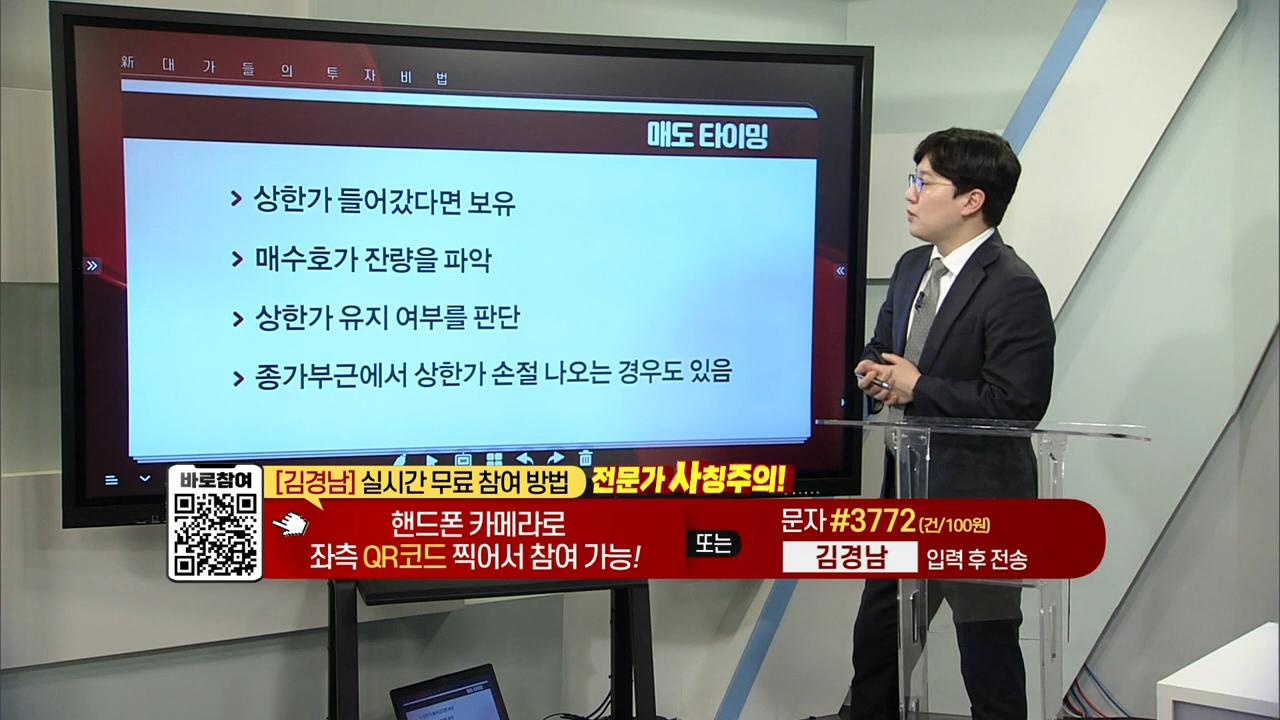 新 대 가 들 의 투 자 비 법
매도 타이밍
상한가 들어갔다면 보유
매수호가 잔량을 파악
상한가 유지 여부를 판단
종가부근에서 상한가 손절 나오는 경우도 있음
바로참여
[김경남] 실시간 무료 참여 방법
전문가 사칭주의!
핸드폰 카메라로
좌측 QR코드 찍어서 참여 가능!
또는
문자 #3772 (건/100원)
김경남 입력 후 전송